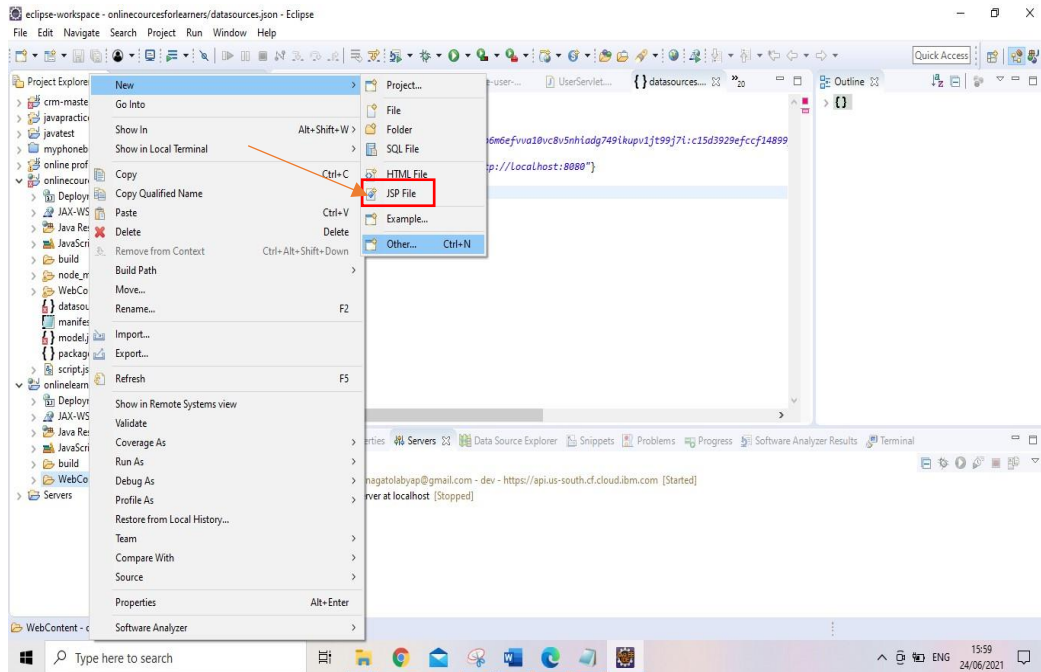 eclipse-workspace - onlinecourcesforlearners/datasources.json - Eclipse
File Edit Navigate Search Project Run Window Help
Quick Access
Project Explore
UserServlet....
{ } datasources....
20
Outline
crm-maste
javapractic
javatest
myphoneb
online prof
onlinecour
Deployr
JAX-WS
Java Res
JavaScri
build
node_m
WebCo
datasou
manifes
model.j
packag
script.js
onlinelearn
Deployr
JAX-WS
Java Res
JavaScri
build
WebCo
Servers
New
Go Into
Show In Alt+Shift+W >
Show in Local Terminal >
Copy Ctrl+C
Copy Qualified Name
Paste Ctrl+V
Delete Delete
Remove from Context Ctrl+Alt+Shift+Down
Build Path >
Move...
Rename... F2
Import...
Export...
Refresh F5
Show in Remote Systems view
Validate
Coverage As >
Run As >
Debug As >
Profile As >
Restore from Local History...
Team >
Compare With >
Source >
Properties Alt+Enter
Software Analyzer >
Project...
File
Folder
SQL File
HTML File
JSP File
Example...
Other... Ctrl+N
p://localhost:8080"}
{}
erties Servers Data Source Explorer Snippets Problems Progress Software Analyzer Results Terminal
nagatolabyap@gmail.com - dev - https://api.us-south.cf.cloud.ibm.com [Started]
rver at localhost [Stopped]
WebContent - c
Type here to search
ENG
15:59
24/06/2021